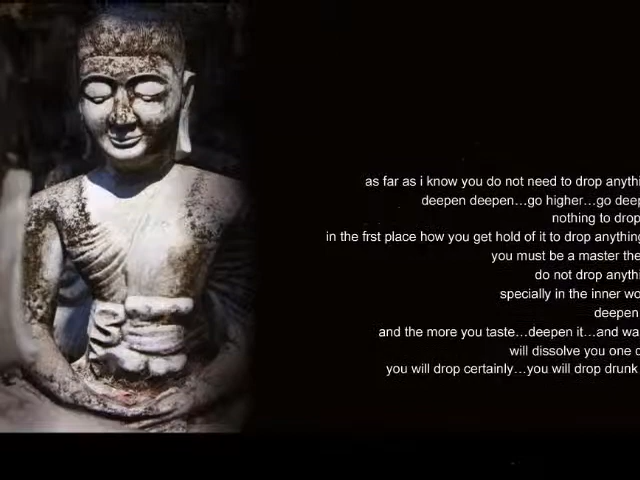 as far as i know you do not need to drop anythi
deepen deepen...go higher...go deep
nothing to drop
in the frst place how you get hold of it to drop anything
you must be a master the
do not drop anythi
specially in the inner wo
deepen
and the more you taste...deepen it...and wa
will dissolve you one
you will drop certainly...you will drop drunk